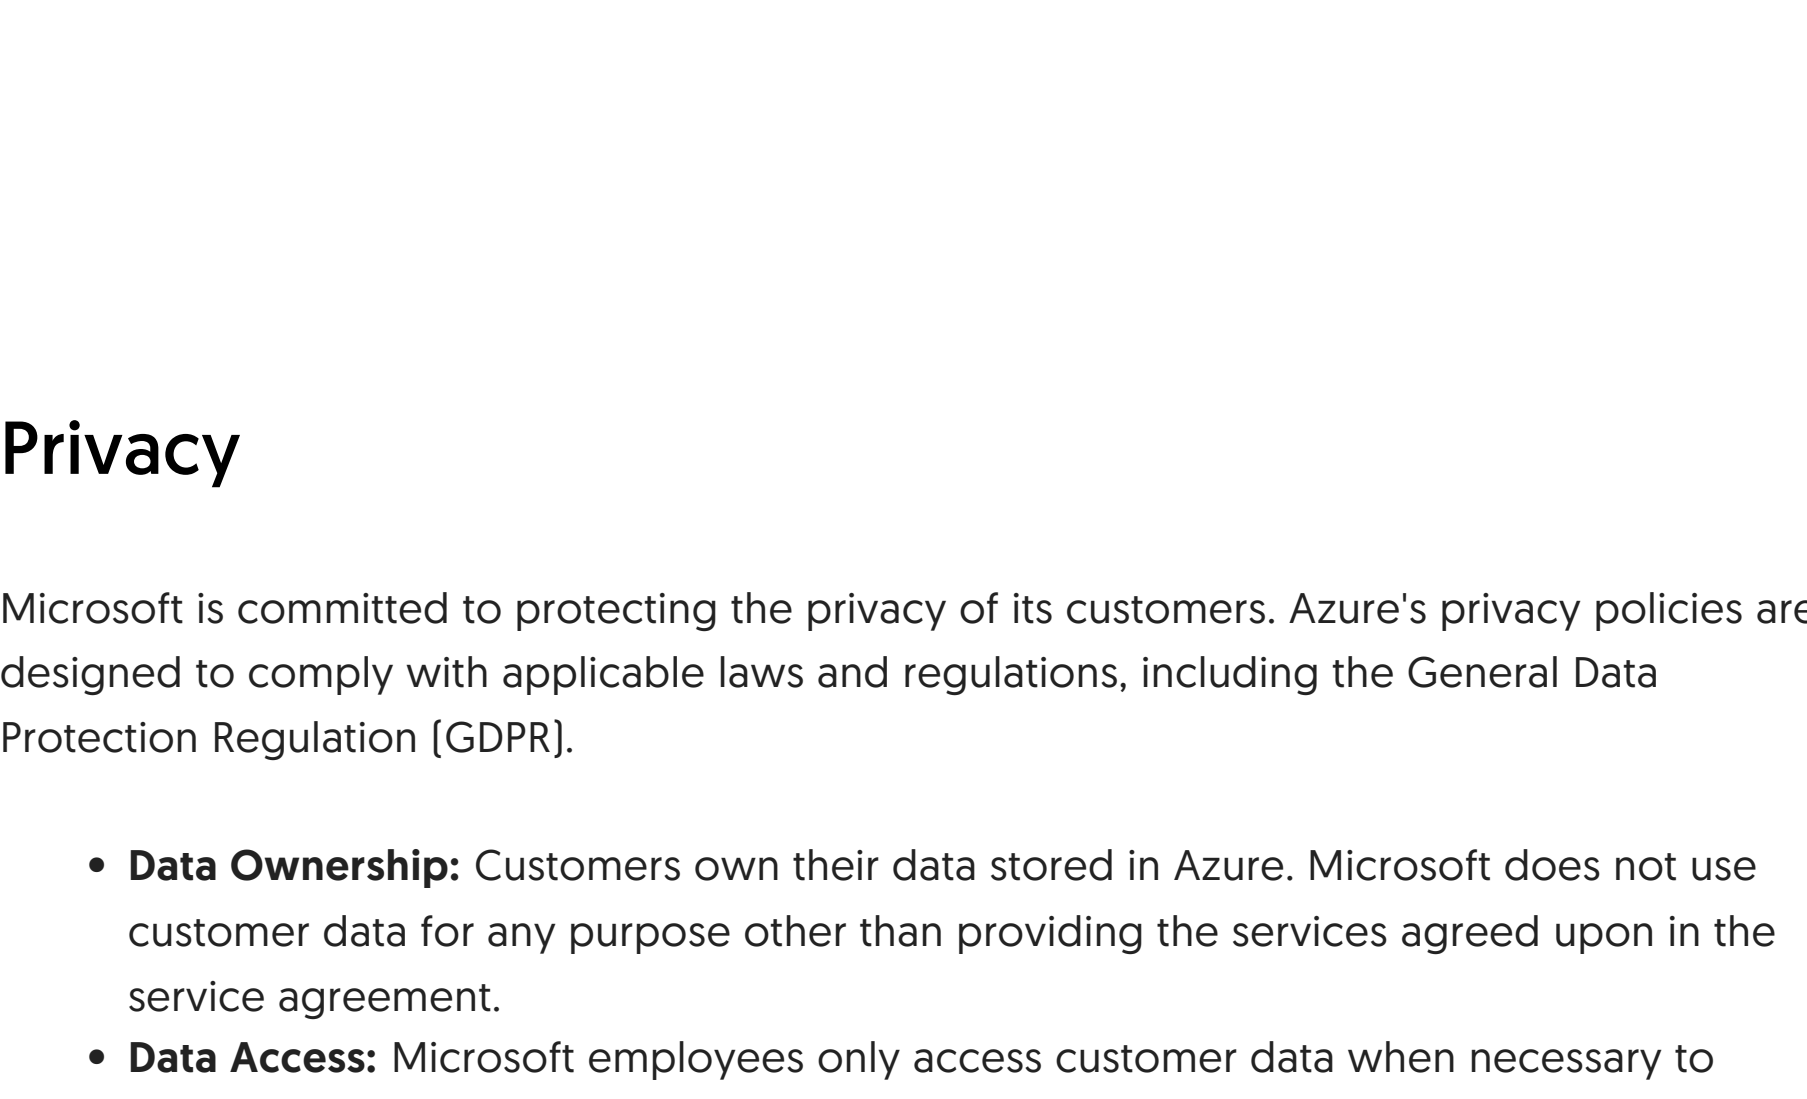 Privacy
Microsoft is committed to protecting the privacy of its customers. Azure's privacy policies are
designed to comply with applicable laws and regulations, including the General Data
Protection Regulation (GDPR).
• Data Ownership: Customers own their data stored in Azure. Microsoft does not use
customer data for any purpose other than providing the services agreed upon in the
service agreement.
• Data Access: Microsoft employees only access customer data when necessary to